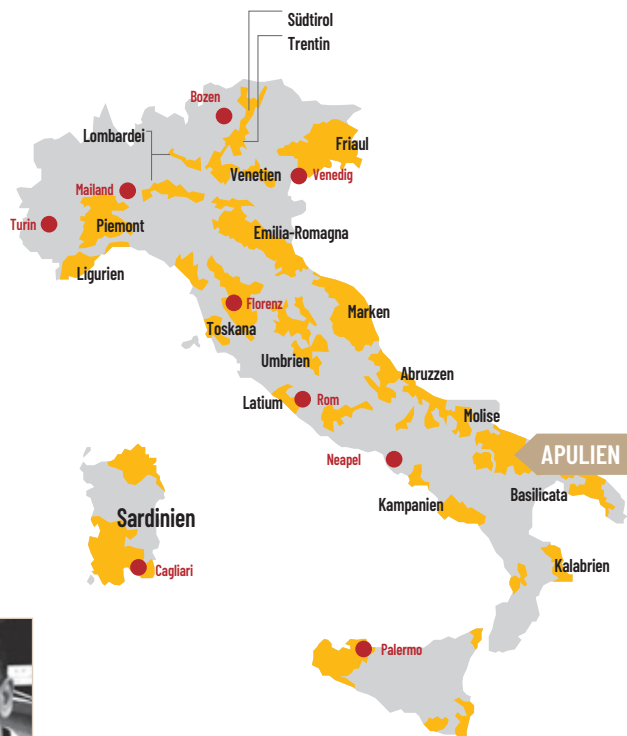 Südtirol
Trentin
Bozen
Lombardei
Friaul
Venetien
Venedig
Mailand
Turin
Piemont
Emilia-Romagna
Ligurien
Florenz
Marken
Toskana
Umbrien
Abruzzen
Latium
Rom
Molise
APULIEN
Neapel
Basilicata
Kampanien
Sardinien
Kalabrien
Cagliari
Palermo